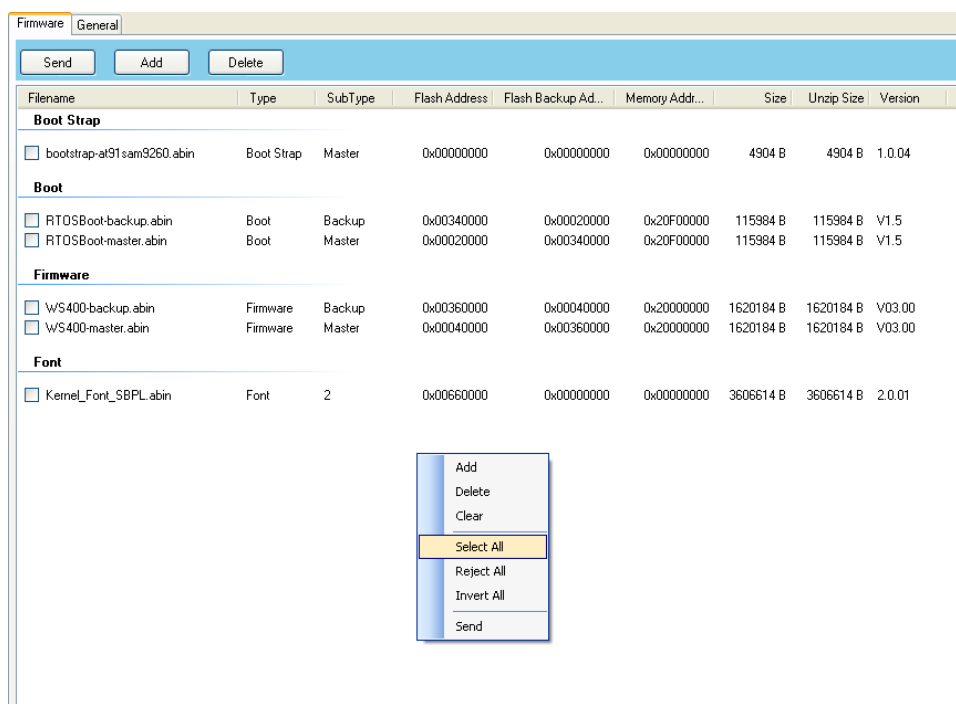 Firmware General
Send Add Delete
Filename Type SubType Flash Address Flash Backup Ad... Memory Addr... Size Unzip Size Version
Boot Strap
bootstrap-at91sam9260.abin Boot Strap Master 0x00000000 0x00000000 0x00000000 4904 B 4904 B 1.0.04
Boot
RTOSBoot-backup.abin Boot Backup 0x00340000 0x00020000 0x20F00000 115984 B 115984 B V1.5
RTOSBoot-master.abin Boot Master 0x00020000 0x00340000 0x20F00000 115984 B 115984 B V1.5
Firmware
WS400-backup.abin Firmware Backup 0x00360000 0x00040000 0x20000000 1620184 B 1620184 B V03.00
WS400-master.abin Firmware Master 0x00040000 0x00360000 0x20000000 1620184 B 1620184 B V03.00
Font
Kernel_Font_SBPL.abin Font 2 0x00660000 0x00000000 0x00000000 3606614 B 3606614 B 2.0.01
Add
Delete
Clear
Select All
Reject All
Invert All
Send